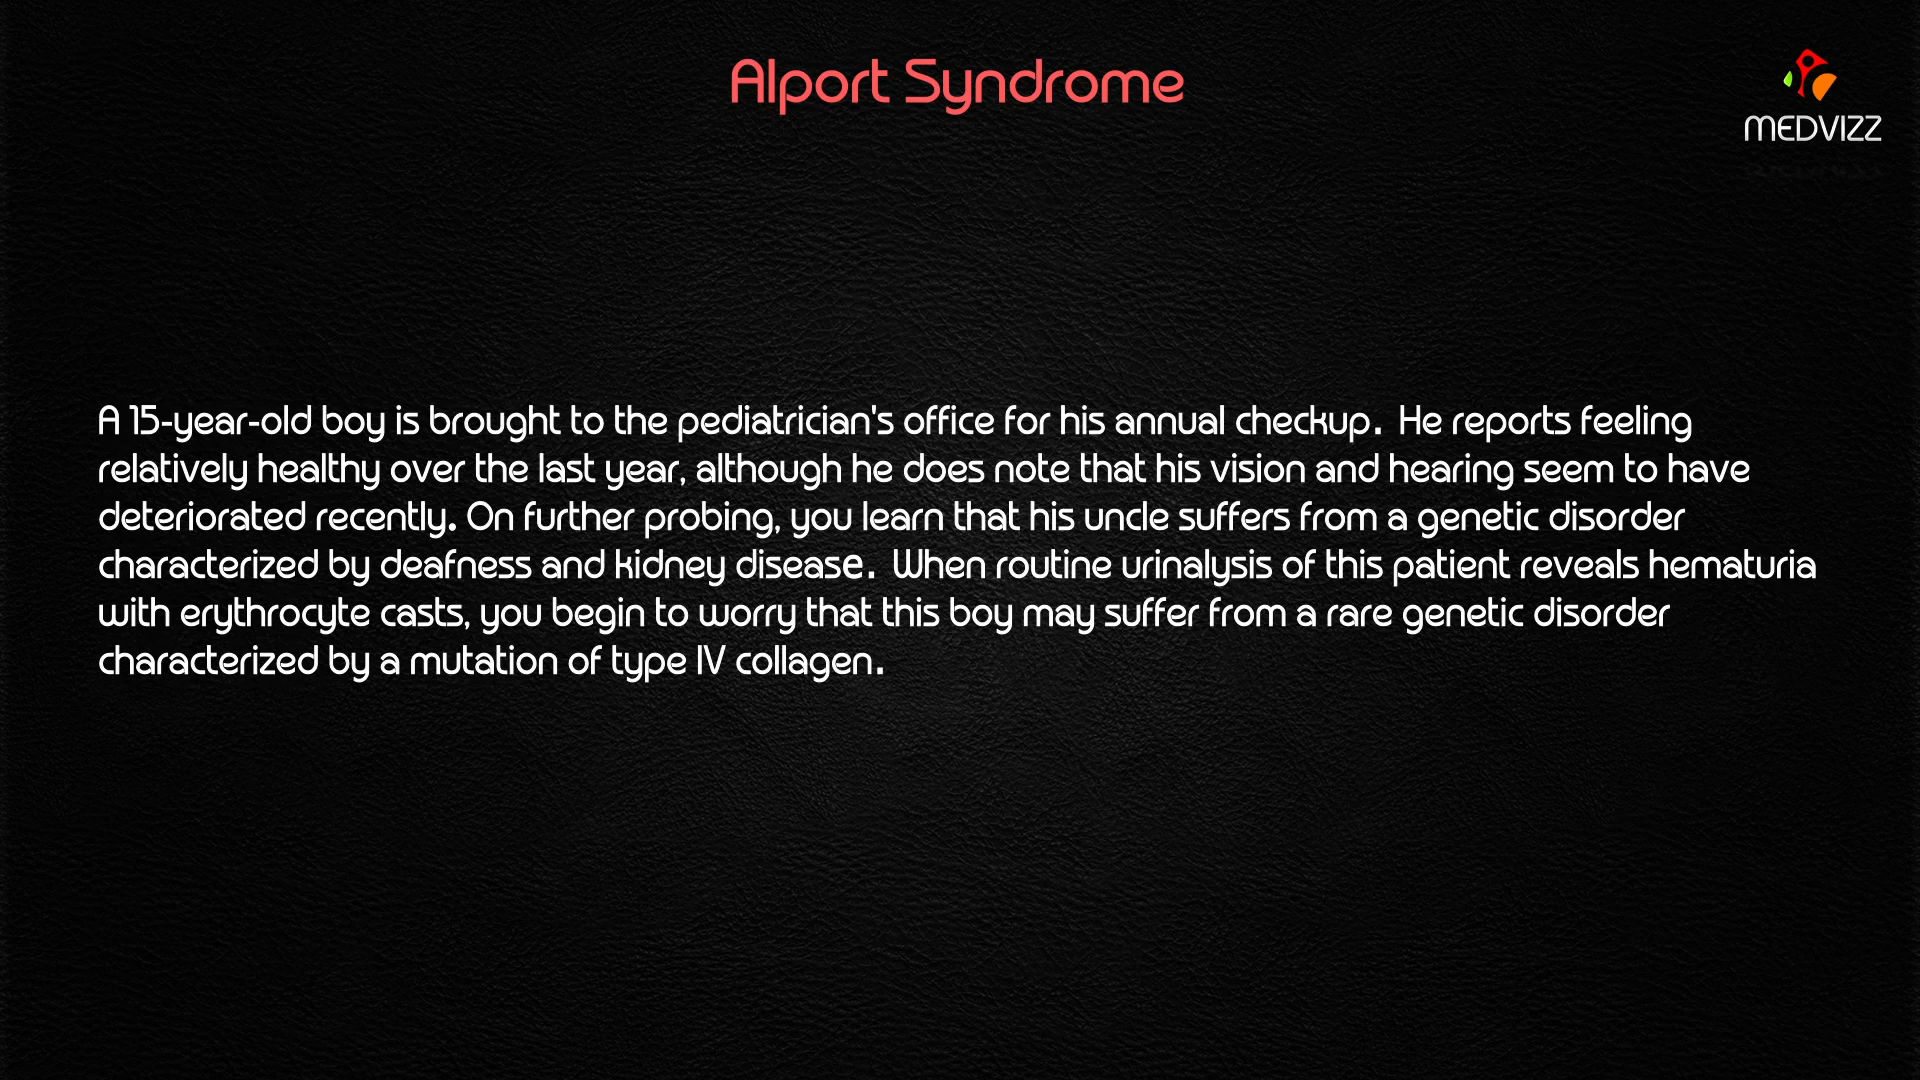 Alport Syndrome
MEDVIZZ
A 15-year-old boy is brought to the pediatrician's office for his annual checkup. He reports feeling
relatively healthy over the last year, although he does note that his vision and hearing seem to have
deteriorated recently. On further probing, you learn that his uncle suffers from a genetic disorder
characterized by deafness and kidney disease. When routine urinalysis of this patient reveals hematuria
with erythrocyte casts, you begin to worry that this boy may suffer from a rare genetic disorder
characterized by a mutation of type IV collagen.